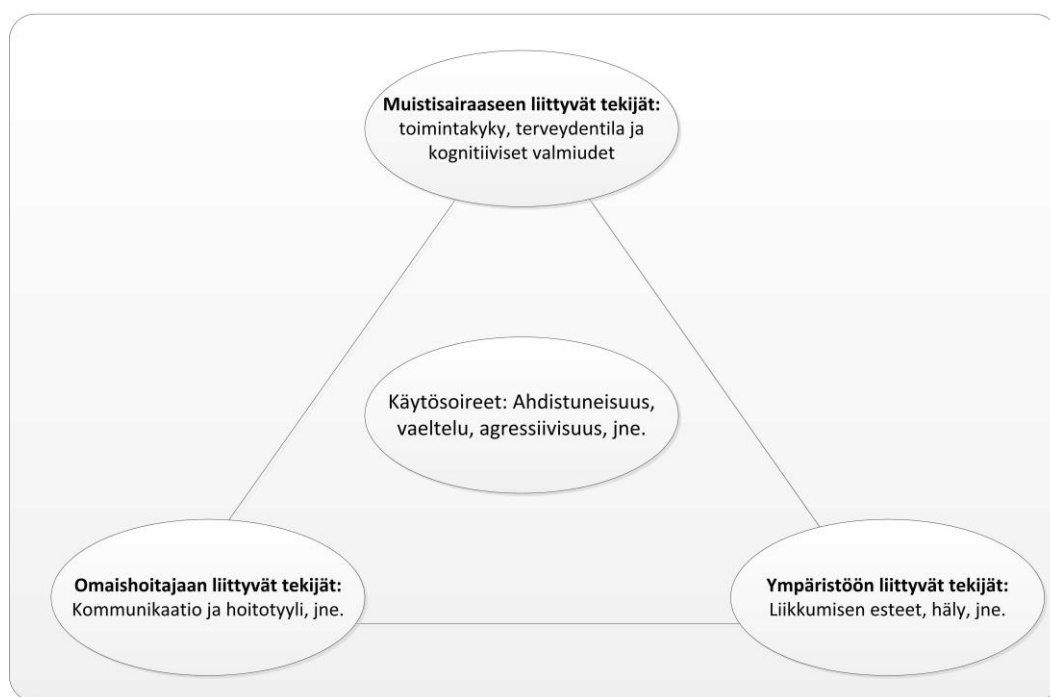 Muistisairaaseen liittyvät tekijät:
toimintakyky, terveydentila ja
kognitiiviset valmiudet
Käytösoireet: Ahdistuneisuus,
vaeltelu, agressiivisuus, jne.
Omaishoitajaan liittyvät tekijät:
Kommunikaatio ja hoitotyyli, jne.
Ympäristöön liittyvät tekijät:
Liikkumisen esteet, häly, jne.